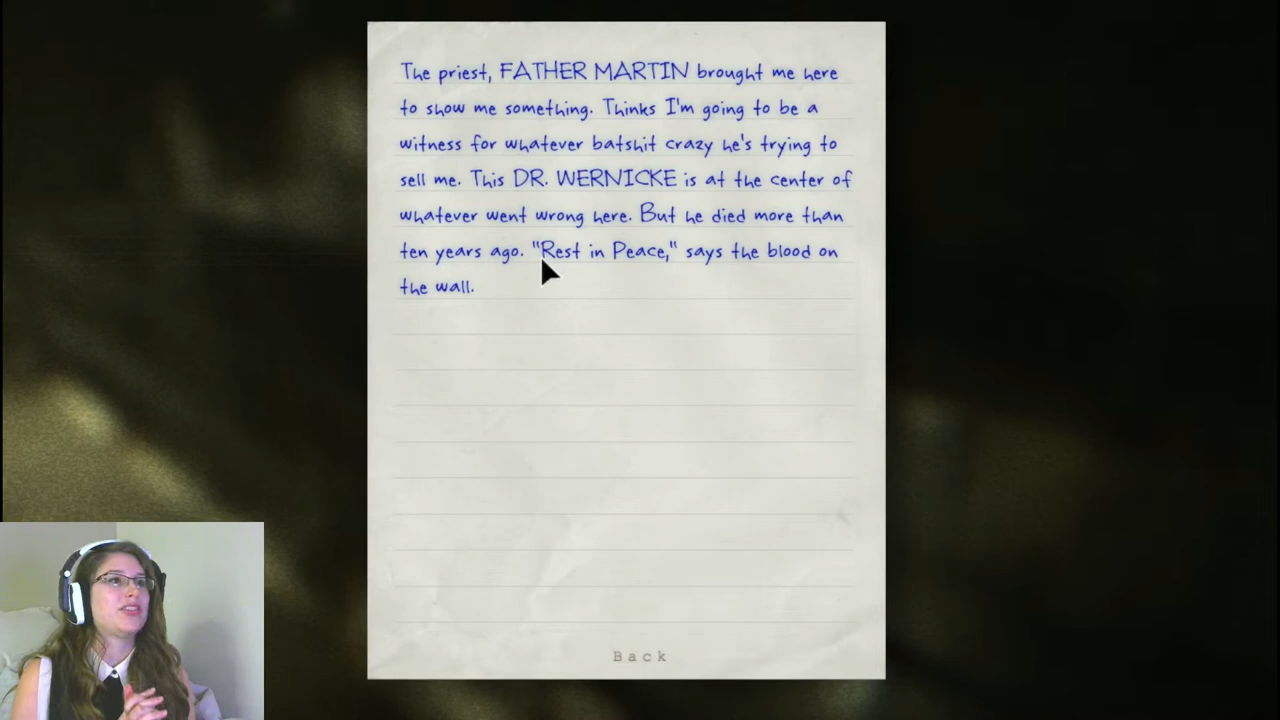 The priest, FATHER MARTIN brought me here
to show me something. Thinks I'm going to be a
witness for whatever batshit crazy he's trying to
sell me. This DR. WERNICKE is at the center of
whatever went wrong here. But he died more than
ten years ago. "Rest in Peace," says the blood on
the wall.
Back